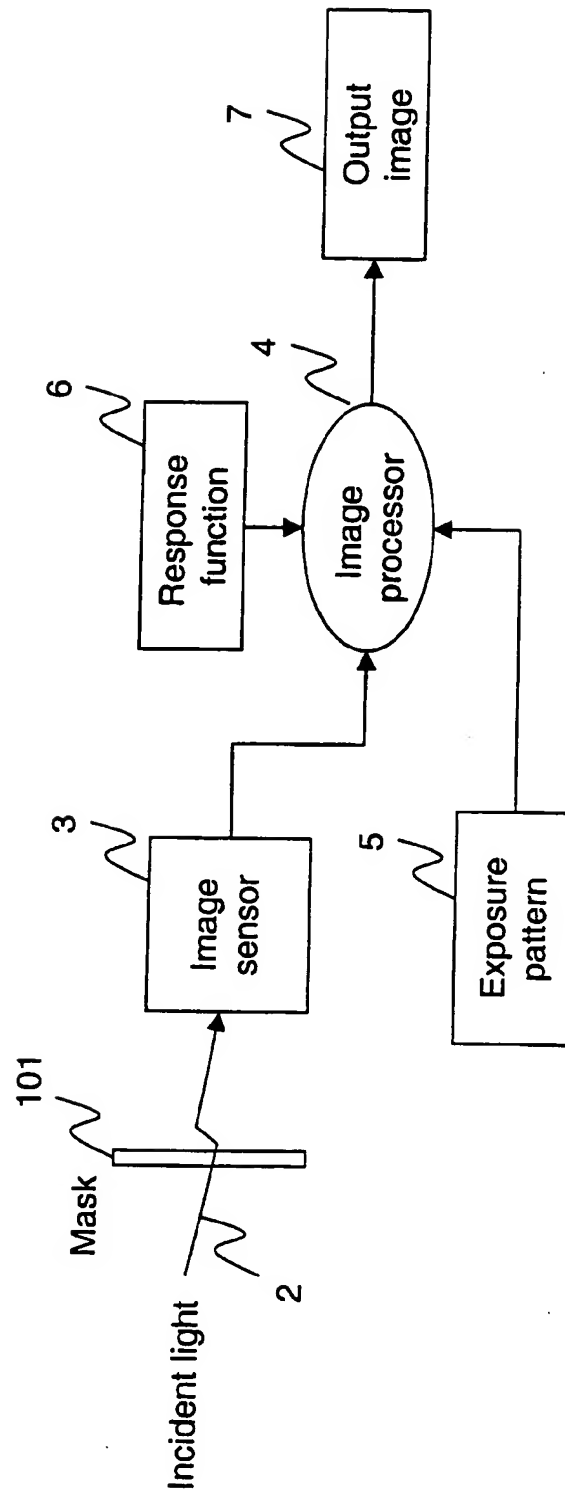 Incident light
2
Mask
101
Image
sensor
3
Exposure
pattern
5
Response
function
6
Image
processor
4
Output
image
7